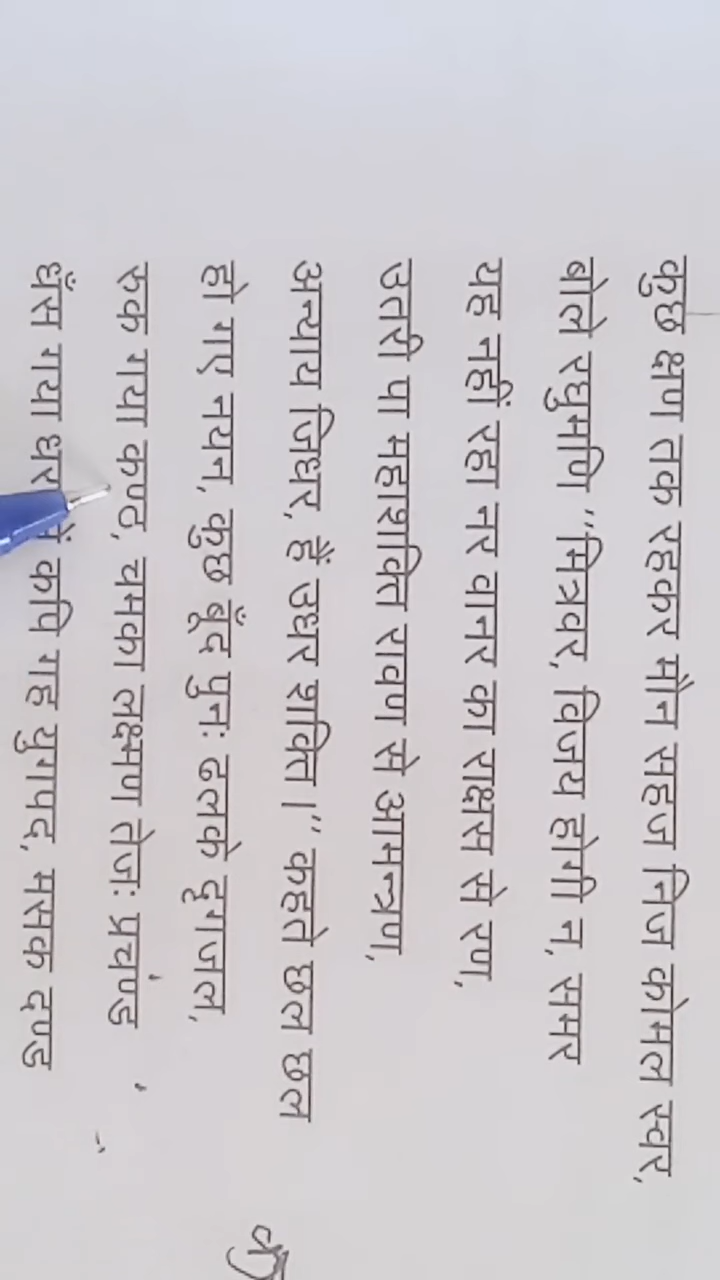 कुछ क्षण तक रहकर मौन सहज निज कोमल स्वर,
बोले रघुमणि "मित्रवर, विजय होगी न, समर
यह नहीं रहा नर वानर का राक्षस से रण,
उतरी पा महाशक्ति रावण से आमन्त्रण,
अन्याय जिधर, हैं उधर शक्ति।" कहते छल छल
हो गए नयन, कुछ बूँद पुनः ढलके दृगजल,
रुक गया कण्ठ, चमका लक्ष्मण तेजः प्रचंण्ड
धँस गया कपि गह युगपद, मसक दण्ड